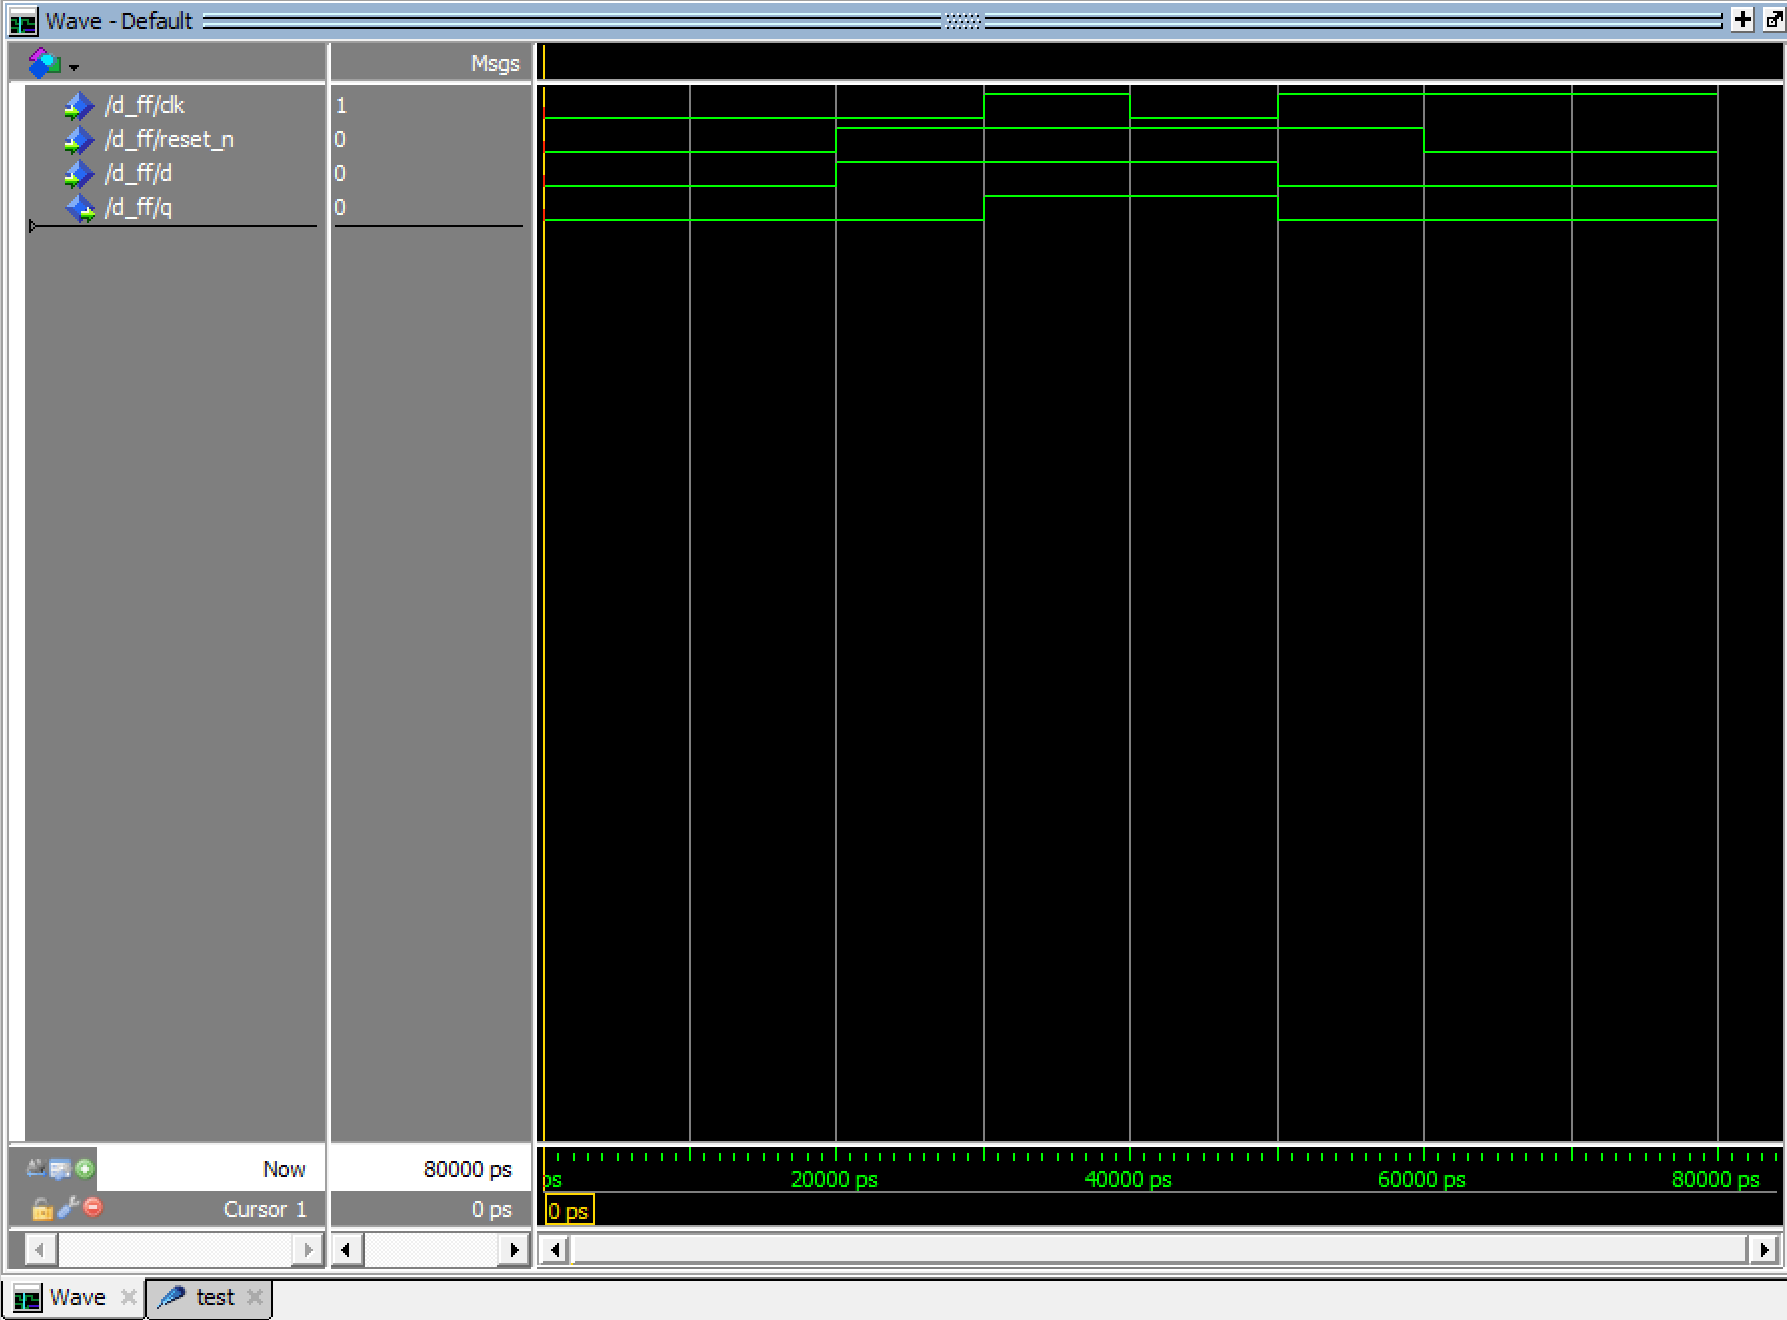 Wave - Default
Msgs
/d_ff/clk 1
/d_ff/reset_n 0
/d_ff/d 0
/d_ff/q 0
Now 80000 ps
ps 20000 ps 40000 ps 60000 ps 80000 ps
Cursor 1 0 ps 0 ps
Wave test